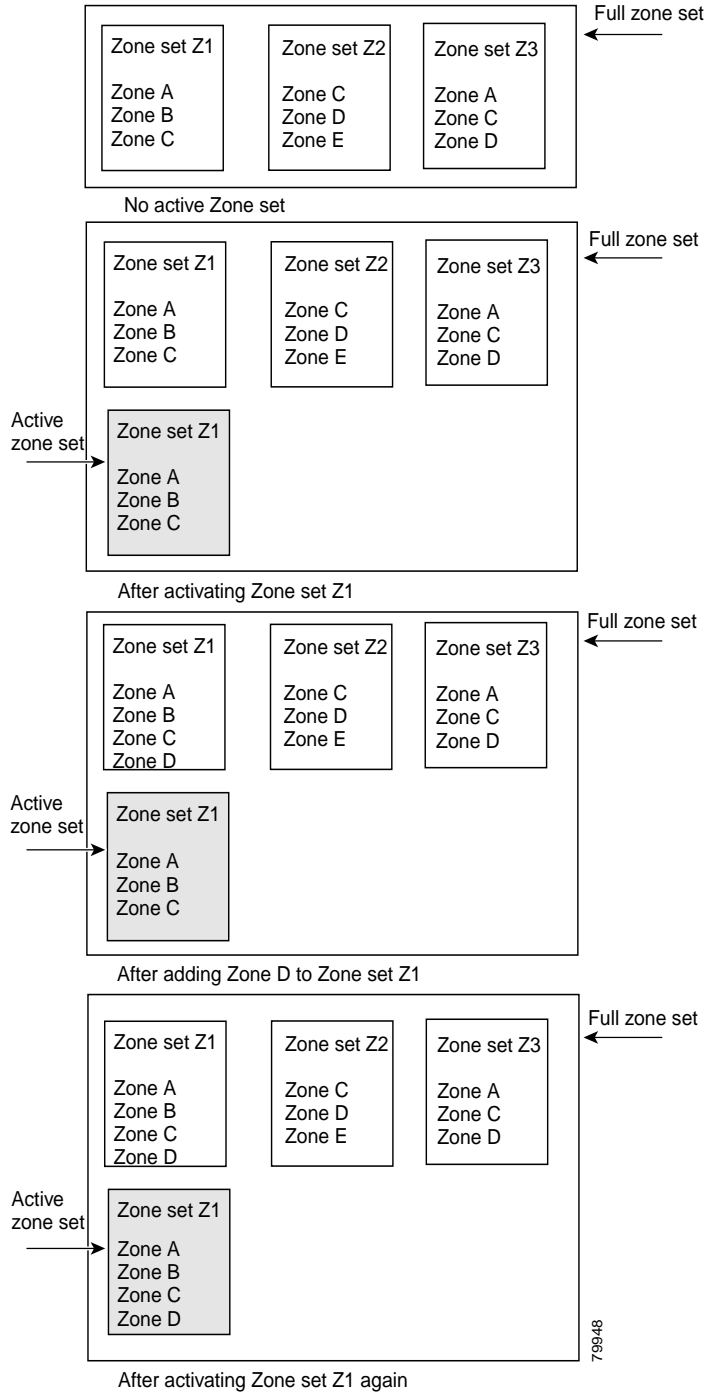 Full zone set
Zone set Z1
Zone A
Zone B
Zone C
Zone set Z2
Zone C
Zone D
Zone E
Zone set Z3
Zone A
Zone C
Zone D
No active Zone set
Full zone set
Zone set Z1
Zone A
Zone B
Zone C
Zone set Z2
Zone C
Zone D
Zone E
Zone set Z3
Zone A
Zone C
Zone D
Active
zone set
Zone set Z1
Zone A
Zone B
Zone C
After activating Zone set Z1
Full zone set
Zone set Z1
Zone A
Zone B
Zone C
Zone D
Zone set Z2
Zone C
Zone D
Zone E
Zone set Z3
Zone A
Zone C
Zone D
Active
zone set
Zone set Z1
Zone A
Zone B
Zone C
After adding Zone D to Zone set Z1
Full zone set
Zone set Z1
Zone A
Zone B
Zone C
Zone D
Zone set Z2
Zone C
Zone D
Zone E
Zone set Z3
Zone A
Zone C
Zone D
Active
zone set
Zone set Z1
Zone A
Zone B
Zone C
Zone D
79948
After activating Zone set Z1 again